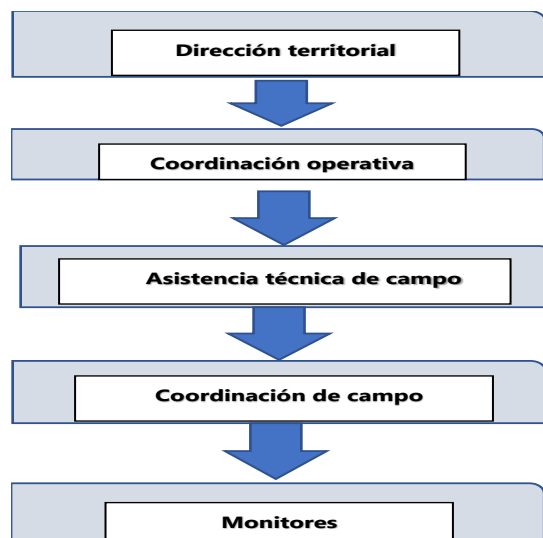 Dirección territorial
Coordinación operativa
Asistencia técnica de campo
Coordinación de campo
Monitores